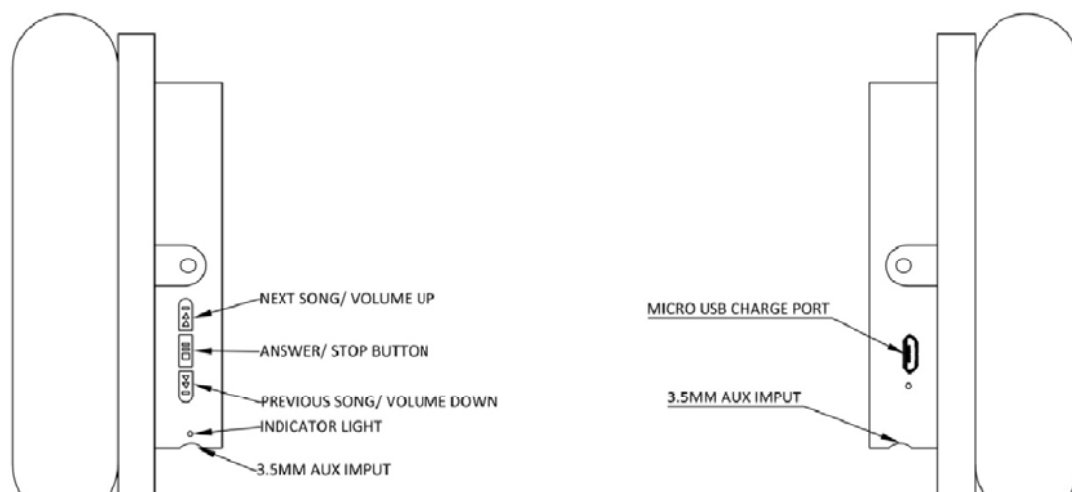 NEXT SONG/ VOLUME UP
ANSWER/ STOP BUTTON
PREVIOUS SONG/ VOLUME DOWN
INDICATOR LIGHT
3.5MM AUX IMPUT
MICRO USB CHARGE PORT
3.5MM AUX IMPUT